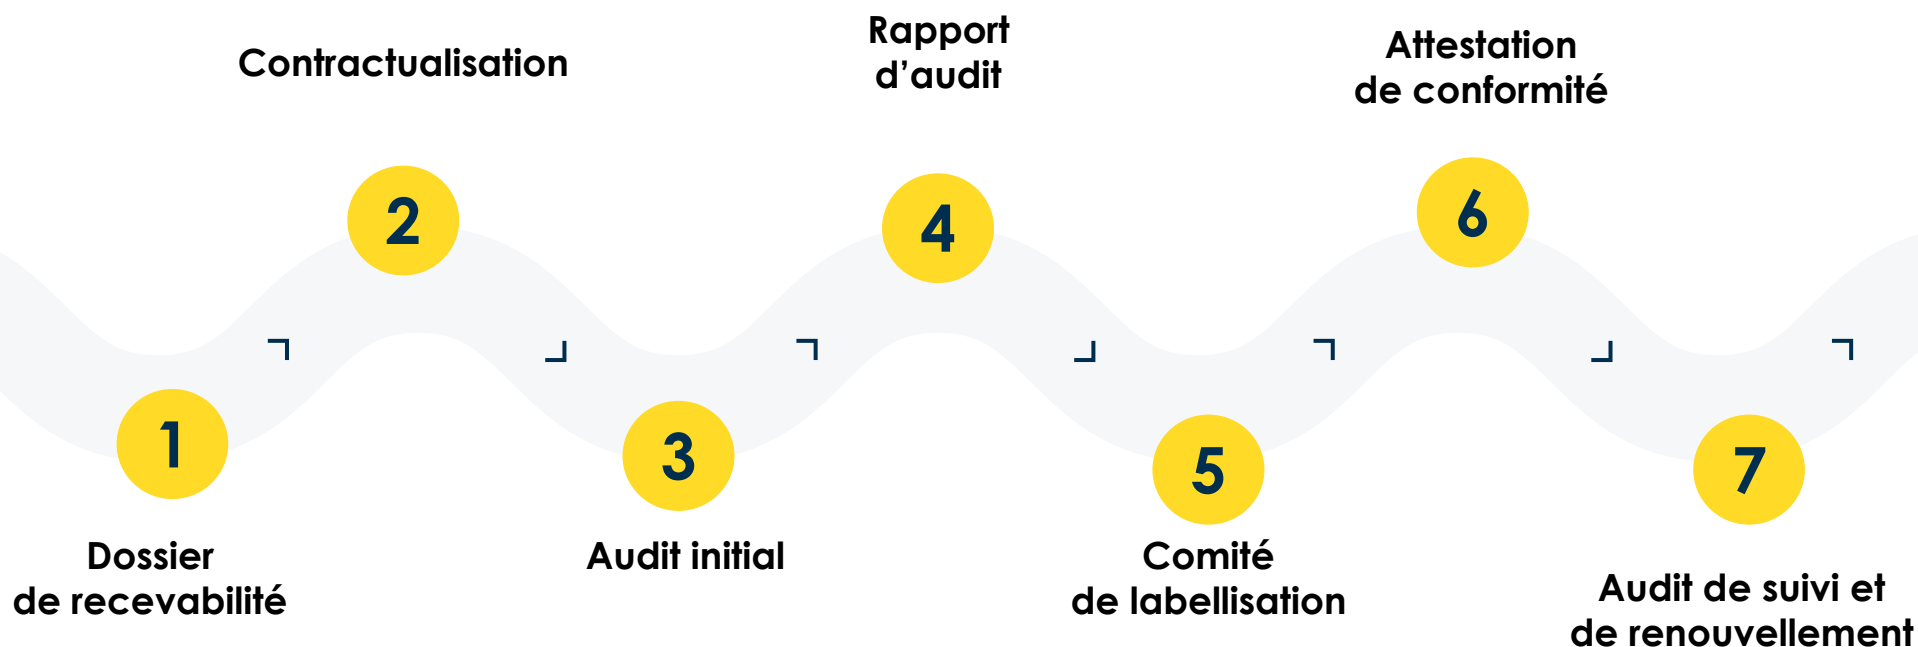 1
Dossier
de recevabilité
2
Contractualisation
3
Audit initial
4
Rapport
d’audit
5
Comité
de labellisation
6
Attestation
de conformité
7
Audit de suivi et
de renouvellement